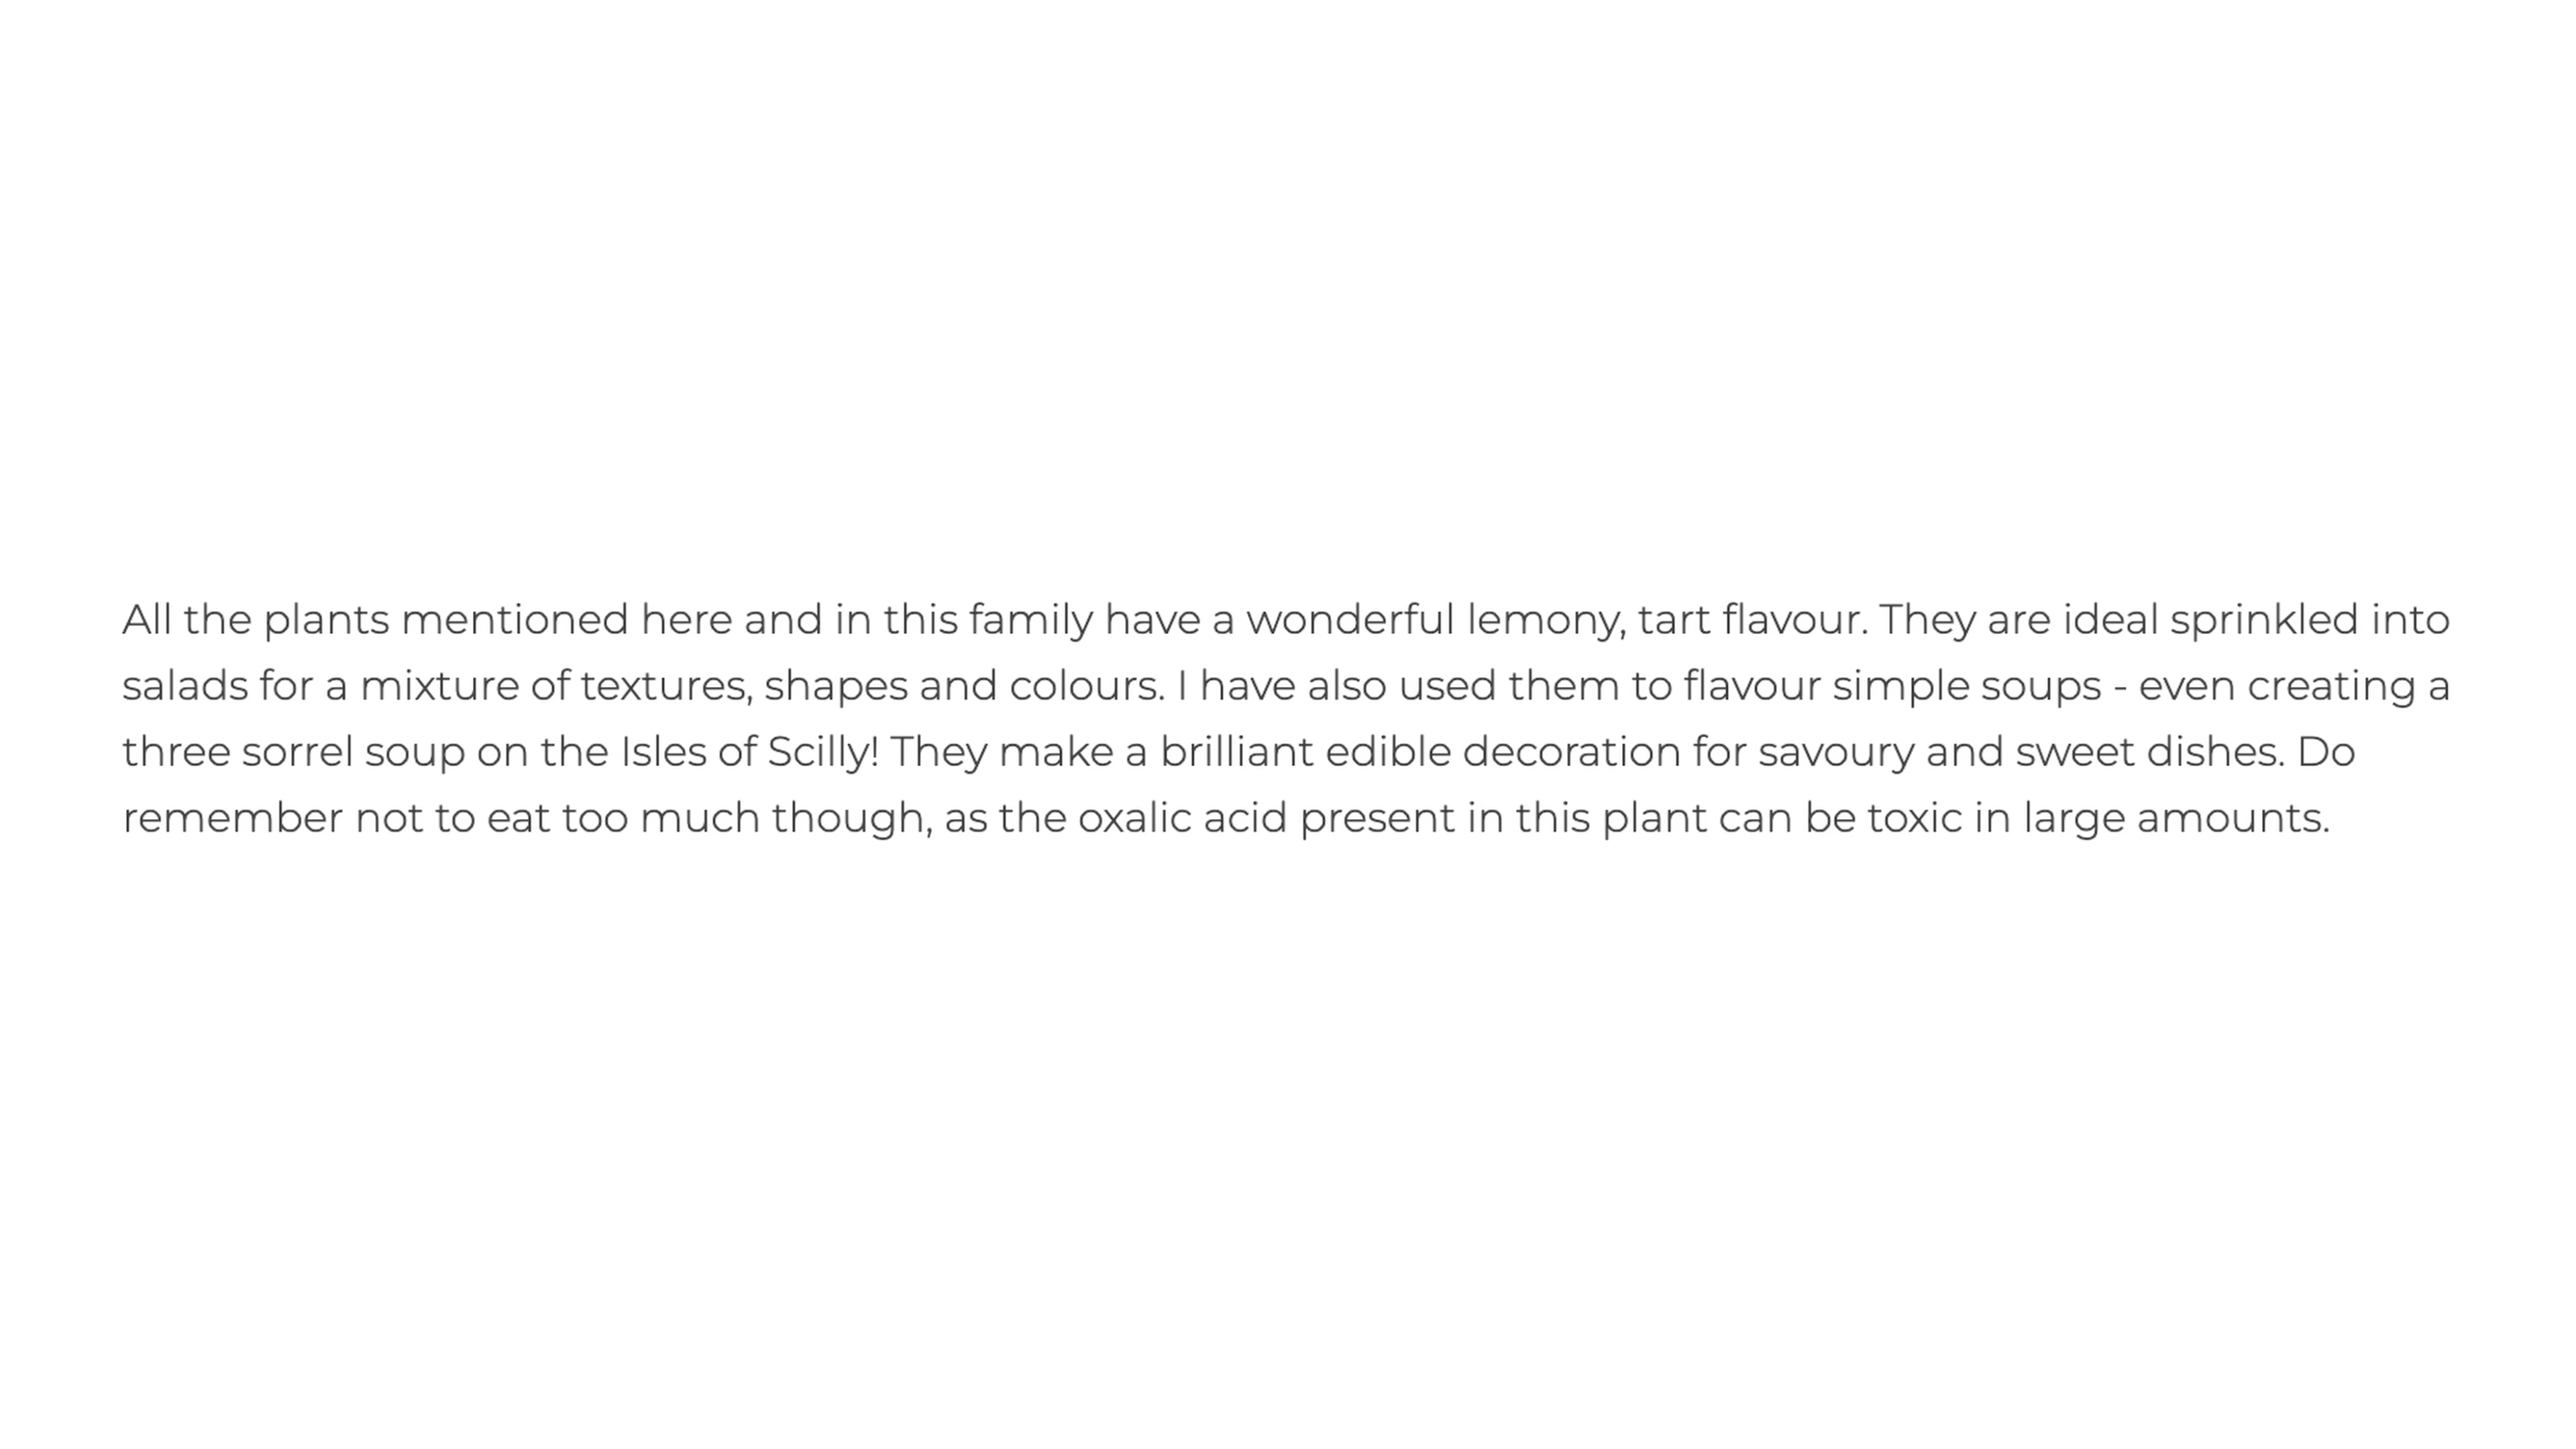 All the plants mentioned here and in this family have a wonderful lemony, tart flavour. They are ideal sprinkled into
salads for a mixture of textures, shapes and colours. I have also used them to flavour simple soups - even creating a
three sorrel soup on the Isles of Scilly! They make a brilliant edible decoration for savoury and sweet dishes. Do
remember not to eat too much though, as the oxalic acid present in this plant can be toxic in large amounts.